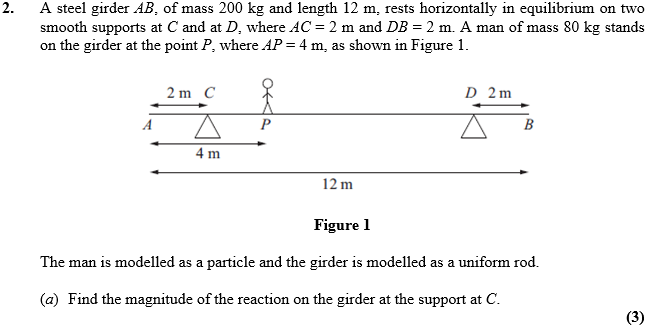 2. A steel girder AB, of mass 200 kg and length 12 m, rests horizontally in equilibrium on two
smooth supports at C and at D, where AC = 2 m and DB = 2 m. A man of mass 80 kg stands
on the girder at the point P, where AP = 4 m, as shown in Figure 1.
2 m C D 2 m
A P B
4 m
12 m
Figure 1
The man is modelled as a particle and the girder is modelled as a uniform rod.
(a) Find the magnitude of the reaction on the girder at the support at C.
(3)